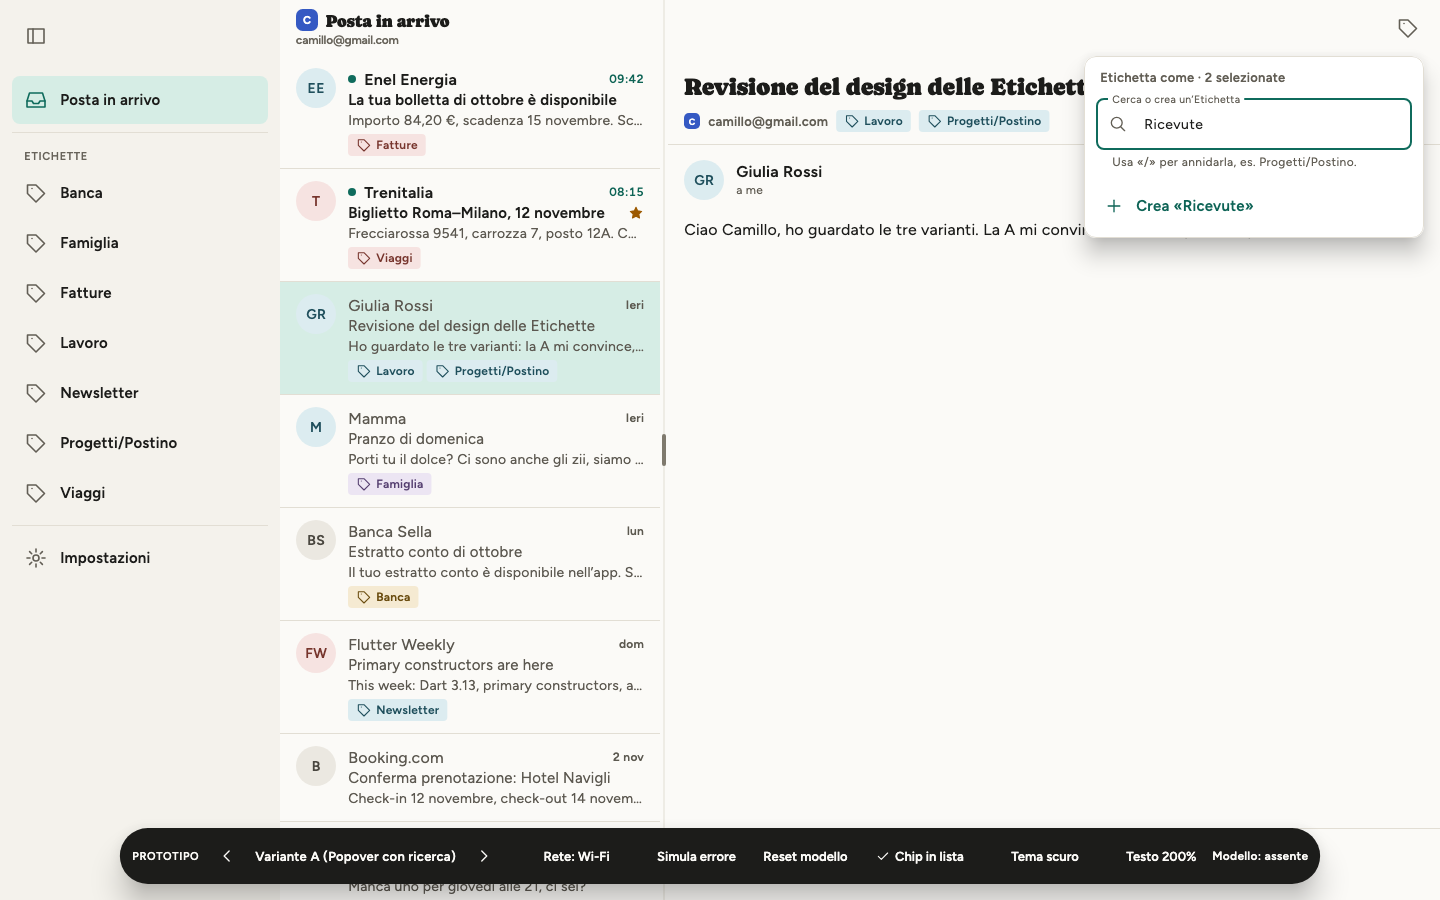 Posta in arrivo
ETICHETTE
Banca
Famiglia
Fatture
Lavoro
Newsletter
Progetti/Postino
Viaggi
Impostazioni
C Posta in arrivo
camillo@gmail.com
EE Enel Energia 09:42
La tua bolletta di ottobre è disponibile
Importo 84,20 €, scadenza 15 novembre. Sc...
Fatture
T Trenitalia 08:15
Biglietto Roma–Milano, 12 novembre
Frecciarossa 9541, carrozza 7, posto 12A. C...
Viaggi
GR Giulia Rossi Ieri
Revisione del design delle Etichette
Ho guardato le tre varianti: la A mi convince,...
Lavoro Progetti/Postino
M Mamma Ieri
Pranzo di domenica
Porti tu il dolce? Ci sono anche gli zii, siamo ...
Famiglia
BS Banca Sella lun
Estratto conto di ottobre
Il tuo estratto conto è disponibile nell’app. S...
Banca
FW Flutter Weekly dom
Primary constructors are here
This week: Dart 3.13, primary constructors, a...
Newsletter
B Booking.com 2 nov
Conferma prenotazione: Hotel Navigli
Check-in 12 novembre, check-out 14 novem...
Manca uno per giovedì alle 21, ci sei?
Revisione del design delle Etichett
C camillo@gmail.com Lavoro Progetti/Postino
GR Giulia Rossi
a me
Ciao Camillo, ho guardato le tre varianti. La A mi convin
Etichetta come · 2 selezionate
Cerca o crea un’Etichetta
Ricevute
Usa «/» per annidarla, es. Progetti/Postino.
Crea «Ricevute»
PROTOTIPO Variante A (Popover con ricerca) Rete: Wi-Fi Simula errore Reset modello Chip in lista Tema scuro Testo 200% Modello: assente